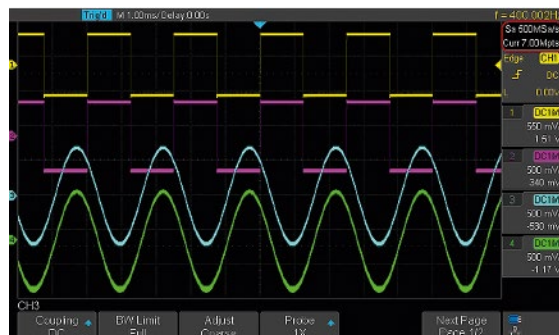 Trig'd M 1.00ms/ Delay:0.00s f = 400.002Hz
Sa 500MSa/s
Curr 7.00Mpts
Edge CH1
DC
L 0.00V
1 DC1M
550 mV/
1.51 V
2 DC1M
500 mV/
340 mV
3 DC1M
500 mV/
-530 mV
4 DC1M
500 mV/
-1.17 V
CH3
Coupling BW Limit Adjust Probe Next Page
DC Full Coarse 1X Page 1/2